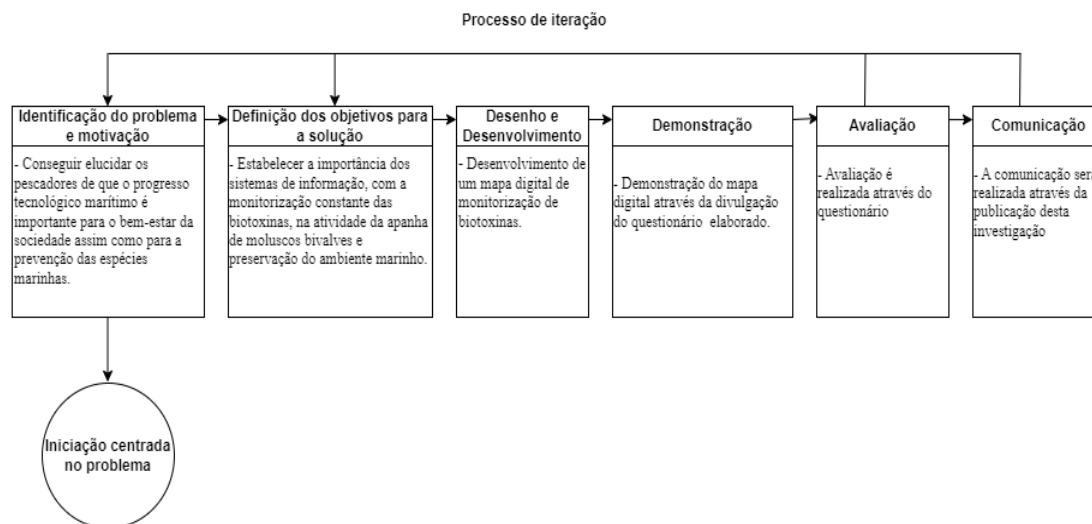 Processo de iteração
Identificação do problema
e motivação
- Conseguir elucidar os
pescadores de que o progresso
tecnológico marítimo é
importante para o bem-estar da
sociedade assim como para a
prevenção das espécies
marinhas.
Definição dos objetivos para
a solução
- Estabelecer a importância dos
sistemas de informação, com a
monitorização constante das
biotoxinas, na atividade da apanha
de moluscos bivalves e
preservação do ambiente marinho.
Desenho e
Desenvolvimento
- Desenvolvimento de
um mapa digital de
monitorização de
biotoxinas.
Demonstração
- Demonstração do mapa
digital através da divulgação
do questionário elaborado.
Avaliação
- Avaliação é
realizada através do
questionário
Comunicação
- A comunicação
realizada através da
publicação desta
investigação
Iniciação centrada
no problema